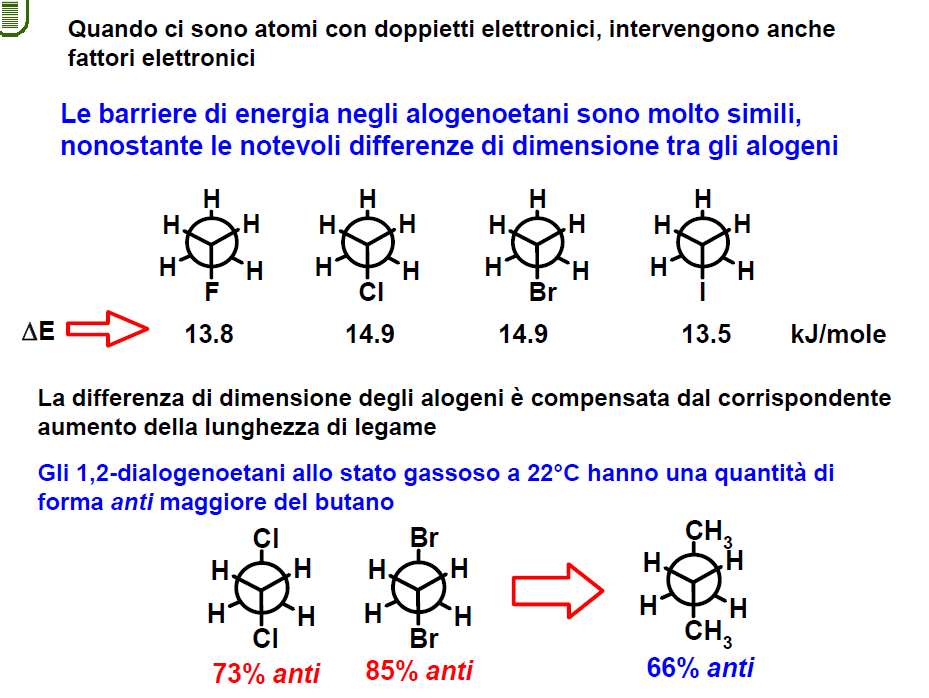 Quando ci sono atomi con doppietti elettronici, intervengono anche
fattori elettronici
Le barriere di energia negli alogenoetani sono molto simili,
nonostante le notevoli differenze di dimensione tra gli alogeni
H H H H
H H H H H H H H
H H H H H H H H
F Cl Br I
ΔE 13.8 14.9 14.9 13.5 kJ/mole
La differenza di dimensione degli alogeni è compensata dal corrispondente
aumento della lunghezza di legame
Gli 1,2-dialogenoetani allo stato gassoso a 22°C hanno una quantità di
forma anti maggiore del butano
Cl Br CH₃
H H H H H H
H H H H H H
Cl Br CH₃
73% anti 85% anti 66% anti